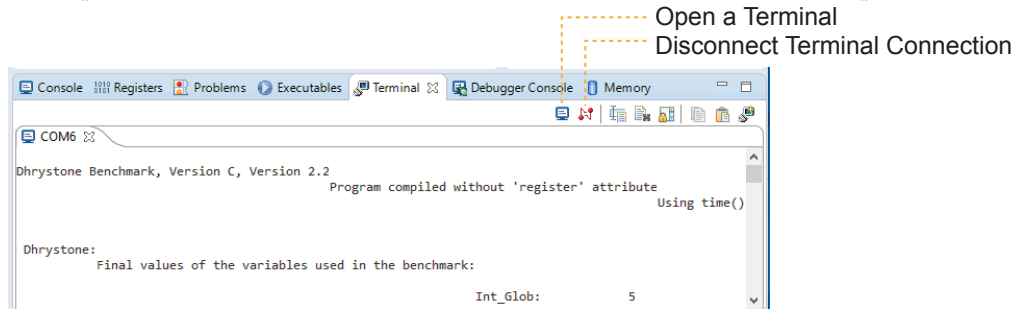 Open a Terminal
Disconnect Terminal Connection
Console Registers Problems Executables Terminal Debugger Console Memory
COM6
Dhrystone Benchmark, Version C, Version 2.2
Program compiled without 'register' attribute
Using time()
Dhrystone:
Final values of the variables used in the benchmark:
Int_Glob: 5